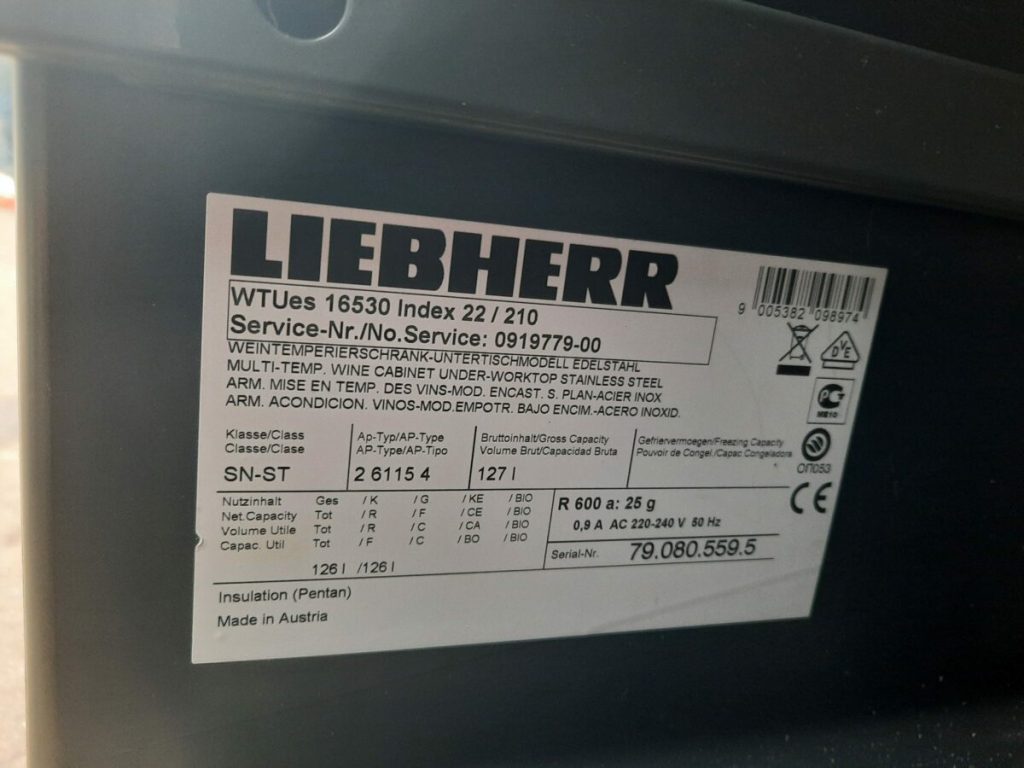 LIEBHERR
WTUes 16530 Index 22 / 210
Service-Nr./No.Service: 0919779-00
9 005382 098974
WEINTEMPERIERSCHRANK-UNTERTISCHMODELL EDELSTAHL
MULTI-TEMP. WINE CABINET UNDER-WORKTOP STAINLESS STEEL
ARM. MISE EN TEMP. DES VINS-MOD. ENCAST. S. PLAN-ACIER INOX
ARM. ACONDICION. VINOS-MOD.EMPOTR. BAJO ENCIM.-ACERO INOXID.
DVE
PG
ME10
ОП053
CE
Klasse/Class
Classe/Clase
SN-ST
Ap-Typ/AP-Type
AP-Type/AP-Tipo
2 6115 4
Bruttoinhalt/Gross Capacity
Volume Brut/Capacidad Bruta
127 l
Gefriervermoegen/Freezing Capacity
Pouvoir de Congel./Capac Congeladora
Nutzinhalt Ges / K / G / KE / BIO
Net.Capacity Tot / R / F / CE / BIO
Volume Utile Tot / R / C / CA / BIO
Capac. Util Tot / F / C / BO / BIO
126 l / 126 l
R 600 a: 25 g
0,9 A AC 220-240 V 50 Hz
Serial-Nr. 79.080.559.5
Insulation (Pentan)
Made in Austria